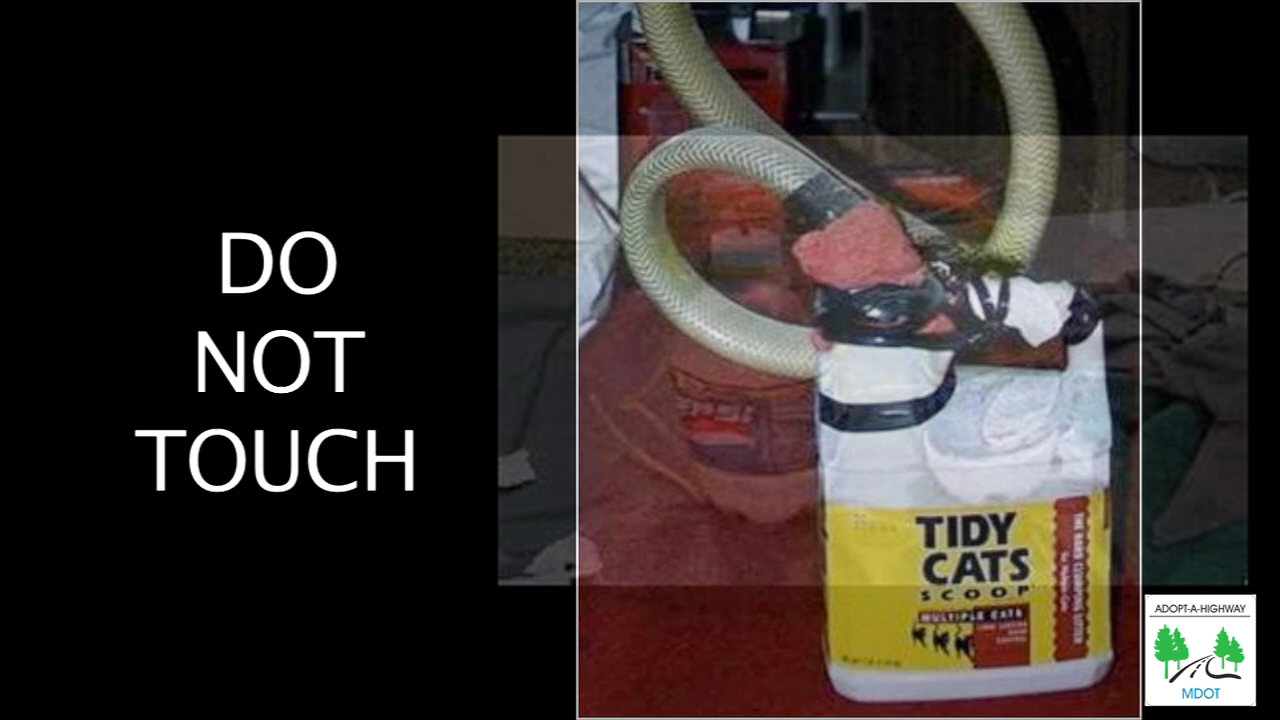 DO
NOT
TOUCH
TIDY
CATS
SCOOP
MULTIPLE CATS
ADOPT-A-HIGHWAY
MDOT